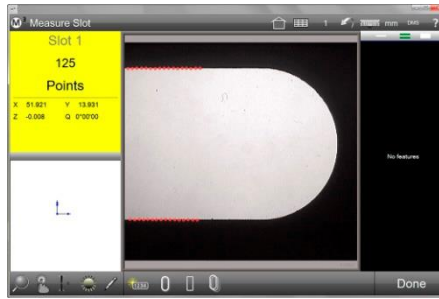 Measure Slot
1
mm
DMS
?
Slot 1
125
Points
X 51.921 Y 13.931
Z -0.008 Q 0°00'00
No features
Done